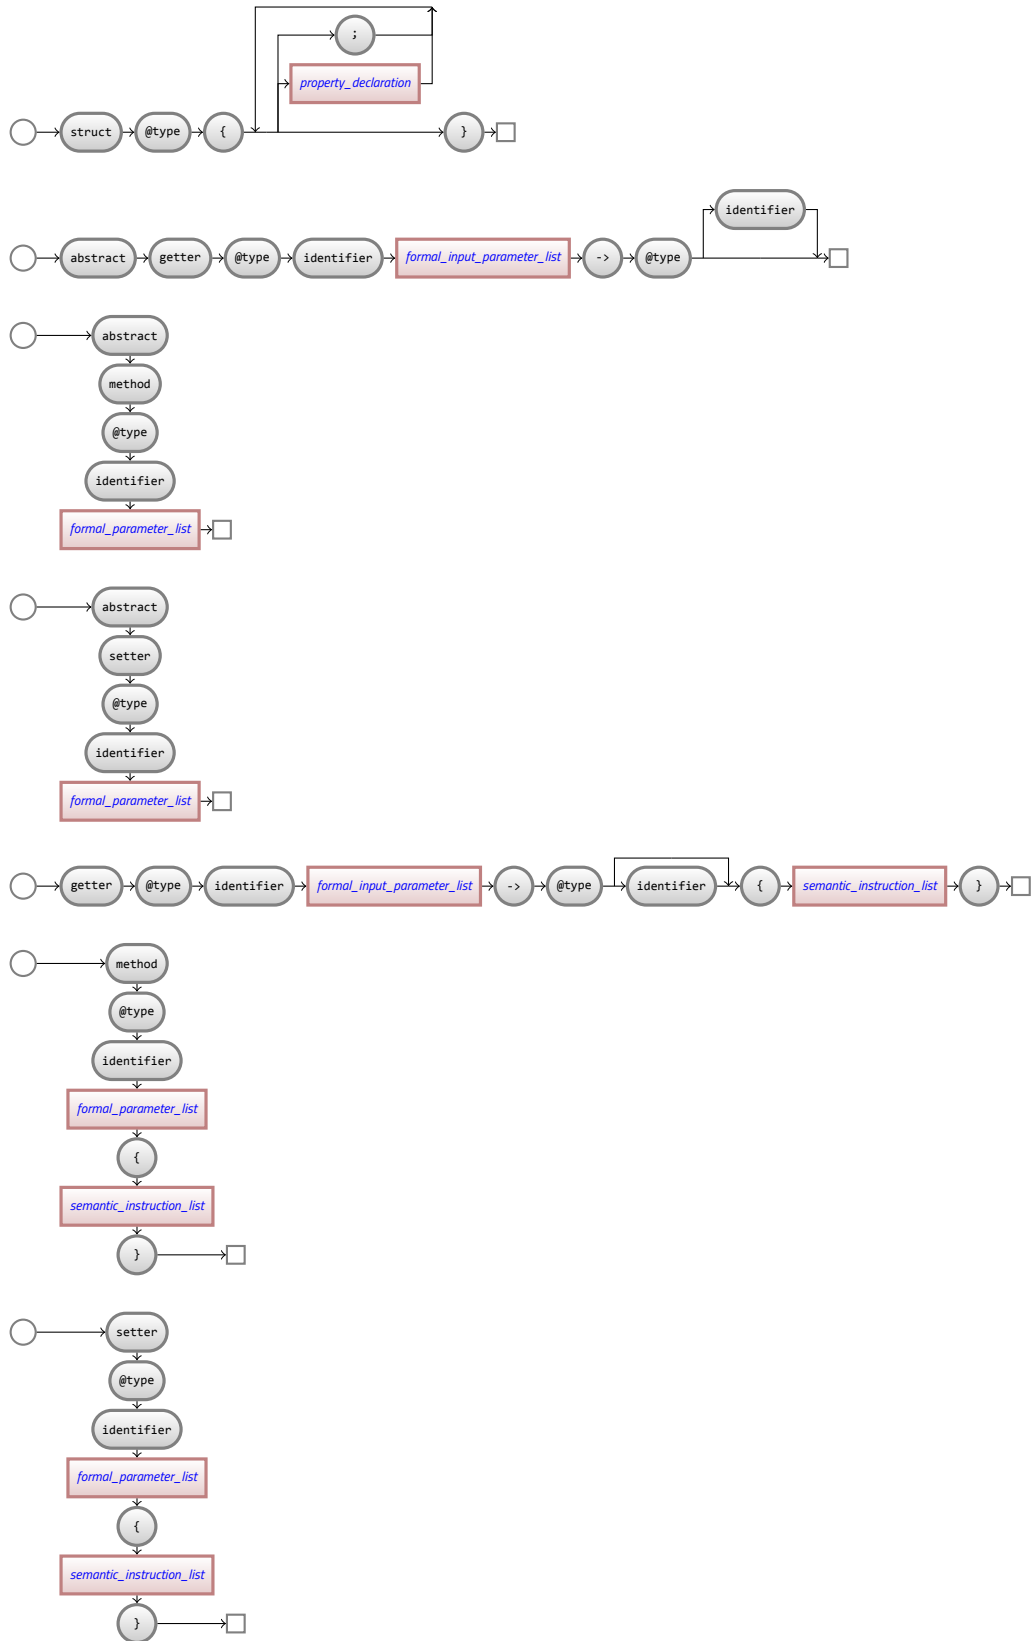 ;
property_declaration
struct @type { }
identifier
abstract getter @type identifier formal_input_parameter_list -> @type
abstract
method
@type
identifier
formal_parameter_list
abstract
setter
@type
identifier
formal_parameter_list
getter @type identifier formal_input_parameter_list -> @type identifier { semantic_instruction_list }
method
@type
identifier
formal_parameter_list
{
semantic_instruction_list
}
setter
@type
identifier
formal_parameter_list
{
semantic_instruction_list
}